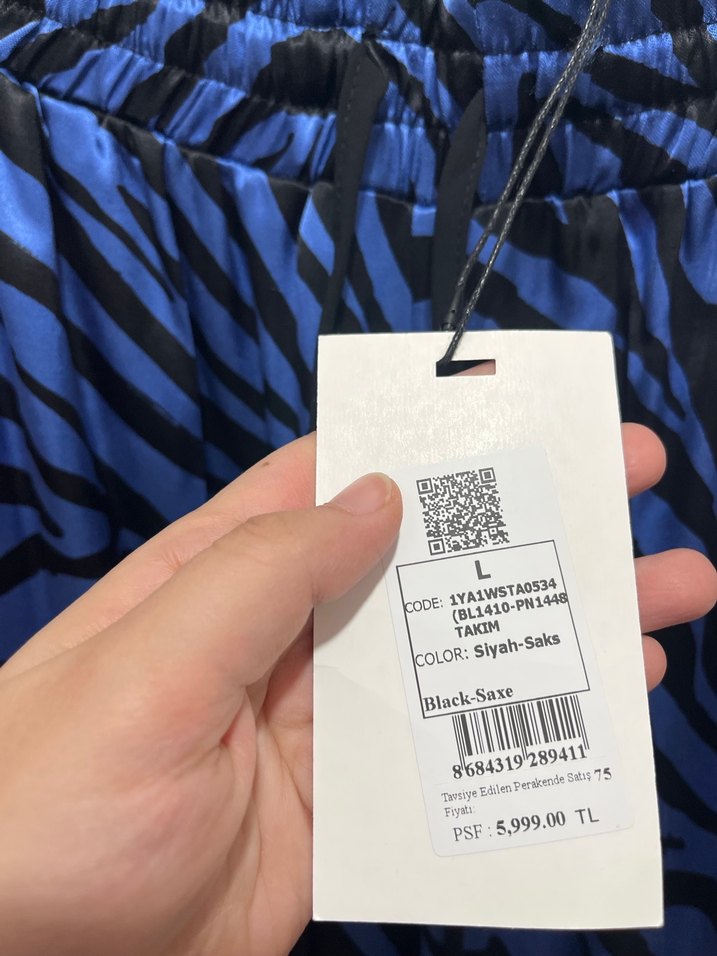 L
CODE: 1YA1WSTA0534
(BL1410-PN1448
TAKIM
COLOR: Siyah-Saks
Black-Saxe
8 684319 289411
Tavsiye Edilen Perakende Satış 75
Fiyatı:
PSF : 5,999.00 TL